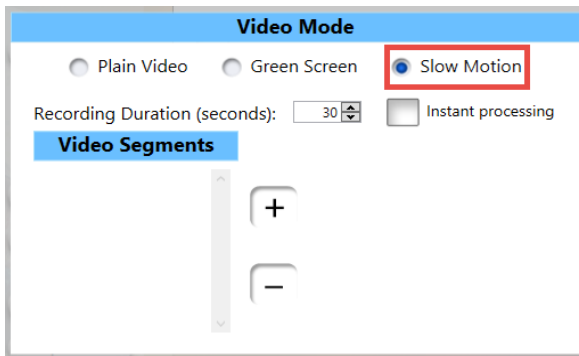 Video Mode
Plain Video Green Screen Slow Motion
Recording Duration (seconds): 30 Instant processing
Video Segments
+
−